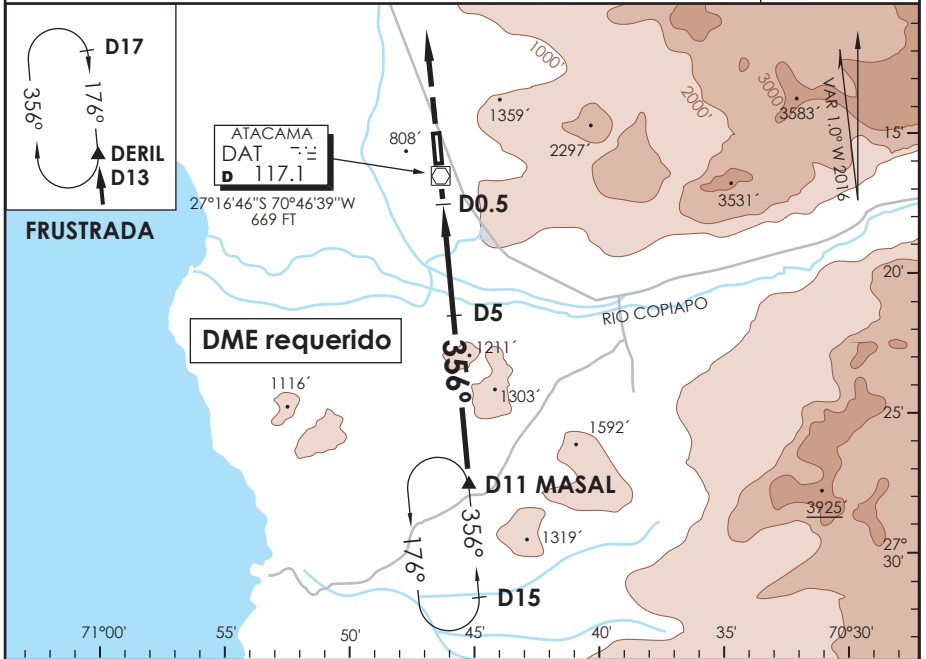 D17
356°
176°
DERIL
D13
FRUSTRADA
ATACAMA
DAT
D 117.1
27°16'46"S 70°46'39"W
669 FT
808´
1000'
1359´
2297'
2000'
3000'
3583´
3531´
VAR 1.0° W 2016
15'
D0.5
20'
D5
RIO COPIAPO
DME requerido
356°
1211´
1303´
1116´
25'
1592´
D11 MASAL
3925´
1319´
356°
176°
27°
30'
D15
71°00'
55'
50'
45'
40'
35'
70°30'